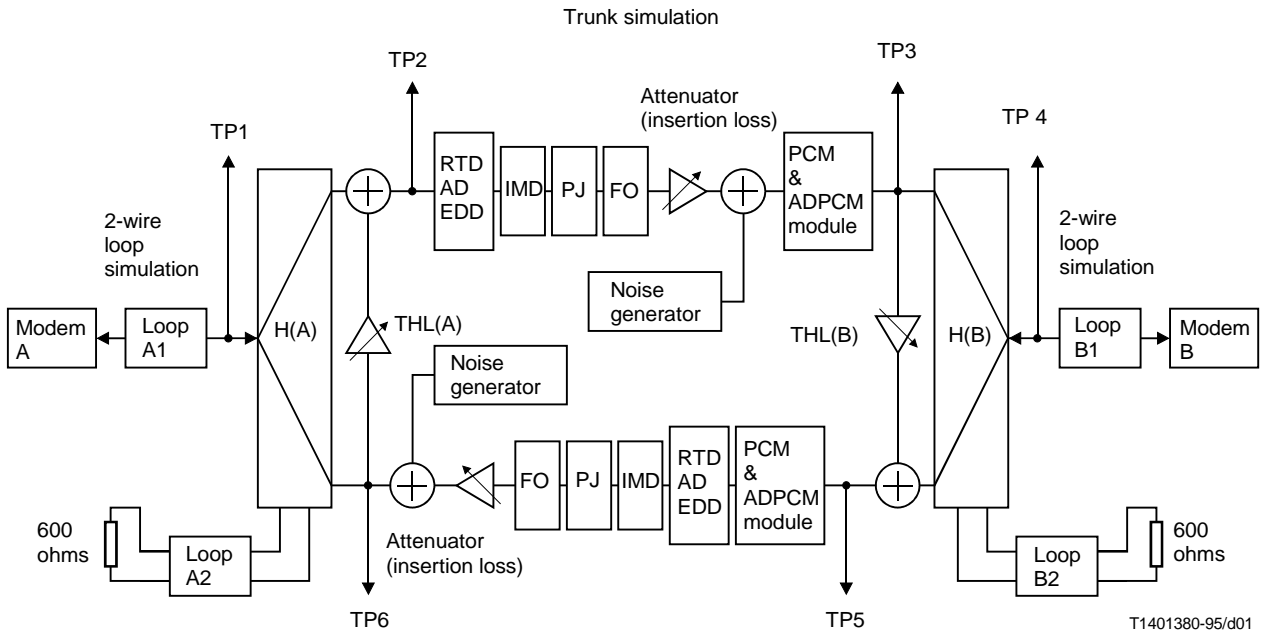 Trunk simulation
TP2
TP3
Attenuator
(insertion loss)
TP1
TP 4
RTD
AD
EDD
IMD
PJ
FO
PCM
&
ADPCM
module
2-wire
loop
simulation
2-wire
loop
simulation
Noise
generator
Modem
A
Loop
A1
H(A)
THL(A)
THL(B)
H(B)
Loop
B1
Modem
B
Noise
generator
FO
PJ
IMD
RTD
AD
EDD
PCM
&
ADPCM
module
600
ohms
Loop
A2
Attenuator
(insertion loss)
Loop
B2
600
ohms
TP6
TP5
T1401380-95/d01